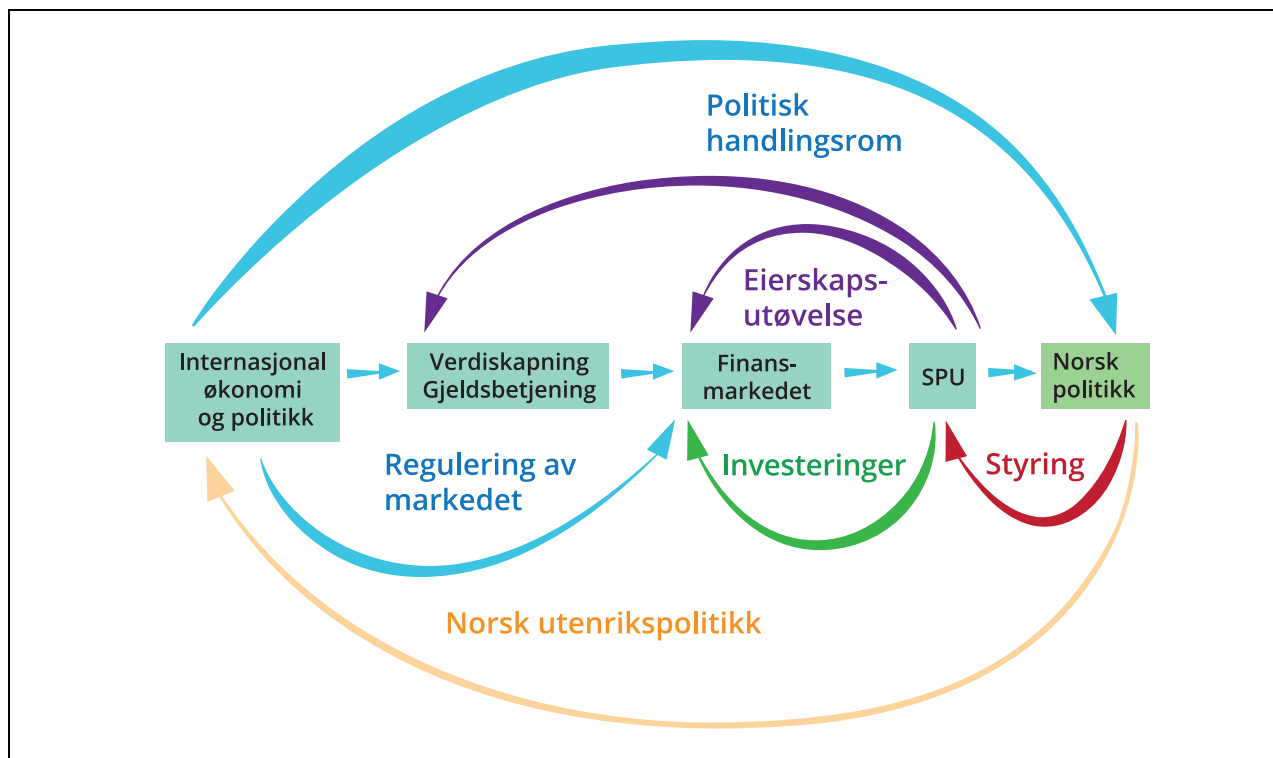 Politisk
handlingsrom
Eierskaps-
utøvelse
Internasjonal
økonomi
og politikk
Verdiskapning
Gjeldsbetjening
Finans-
markedet
SPU
Norsk
politikk
Regulering av
markedet
Investeringer
Styring
Norsk utenrikspolitikk